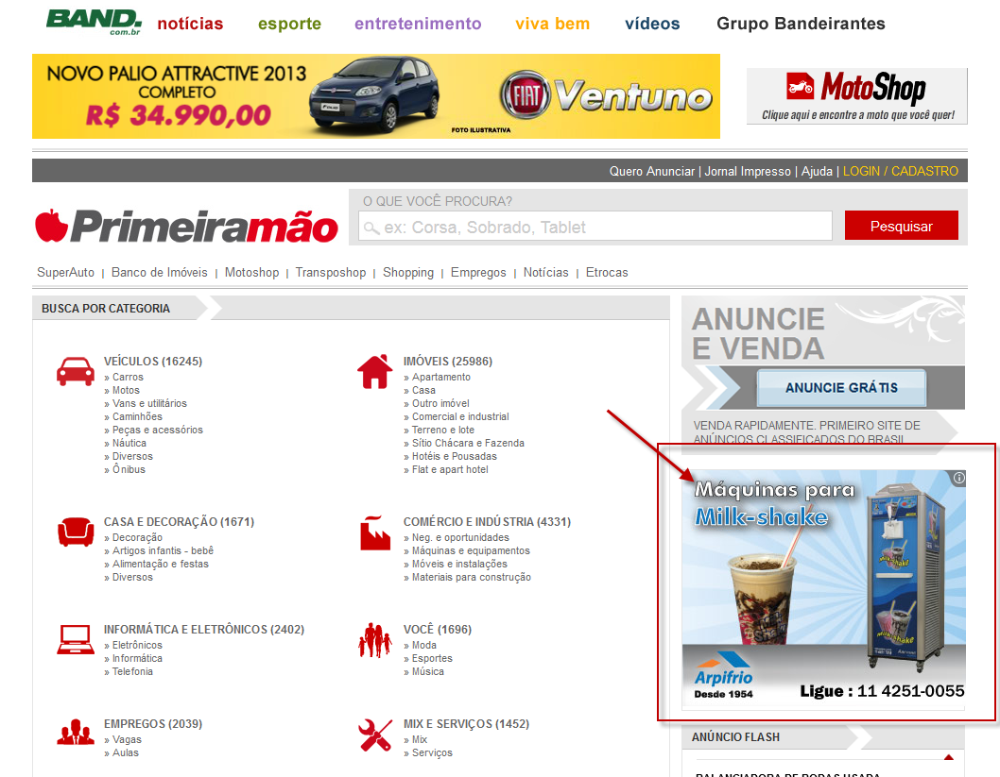 BAND.
.com.br
notícias esporte entretenimento viva bem vídeos Grupo Bandeirantes
NOVO PALIO ATTRACTIVE 2013
COMPLETO
R$ 34.990,00
FOTO ILUSTRATIVA
FIAT Ventuno
MotoShop
Clique aqui e encontre a moto que você quer!
Quero Anunciar | Jornal Impresso | Ajuda | LOGIN / CADASTRO
Primeiramão
O QUE VOCÊ PROCURA?
ex: Corsa, Sobrado, Tablet
Pesquisar
SuperAuto | Banco de Imóveis | Motoshop | Transposhop | Shopping | Empregos | Notícias | Etrocas
BUSCA POR CATEGORIA
VEÍCULOS (16245)
» Carros
» Motos
» Vans e utilitários
» Caminhões
» Peças e acessórios
» Náutica
» Diversos
» Ônibus
IMÓVEIS (25986)
» Apartamento
» Casa
» Outro imóvel
» Comercial e industrial
» Terreno e lote
» Sítio Chácara e Fazenda
» Hotéis e Pousadas
» Flat e apart hotel
CASA E DECORAÇÃO (1671)
» Decoração
» Artigos infantis - bebê
» Alimentação e festas
» Diversos
COMÉRCIO E INDÚSTRIA (4331)
» Neg. e oportunidades
» Máquinas e equipamentos
» Móveis e instalações
» Materiais para construção
INFORMÁTICA E ELETRÔNICOS (2402)
» Eletrônicos
» Informática
» Telefonia
VOCÊ (1696)
» Moda
» Esportes
» Música
EMPREGOS (2039)
» Vagas
» Aulas
MIX E SERVIÇOS (1452)
» Mix
» Serviços
ANUNCIE
E VENDA
ANUNCIE GRÁTIS
VENDA RAPIDAMENTE. PRIMEIRO SITE DE
ANÚNCIOS CLASSIFICADOS DO BRASIL
Máquinas para
Milk-shake
Milk-shake
Milk-shake
Arpifrio
Desde 1954
Ligue : 11 4251-0055
ANÚNCIO FLASH
BALANCIADORA DE RODAS USADA